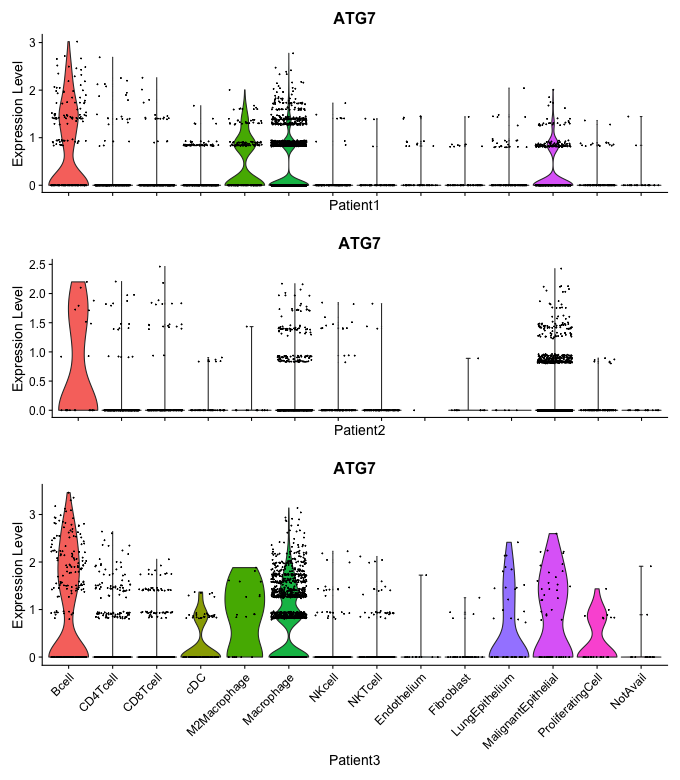 ATG7
Expression Level
3
2
1
0
Patient1
ATG7
Expression Level
2.5
2.0
1.5
1.0
0.5
0.0
Patient2
ATG7
Expression Level
3
2
1
0
Bcell
CD4Tcell
CD8Tcell
cDC
M2Macrophage
Macrophage
NKcell
NKTcell
Endothelium
Fibroblast
LungEpithelium
MalignantEpithelial
ProliferatingCell
NotAvail
Patient3